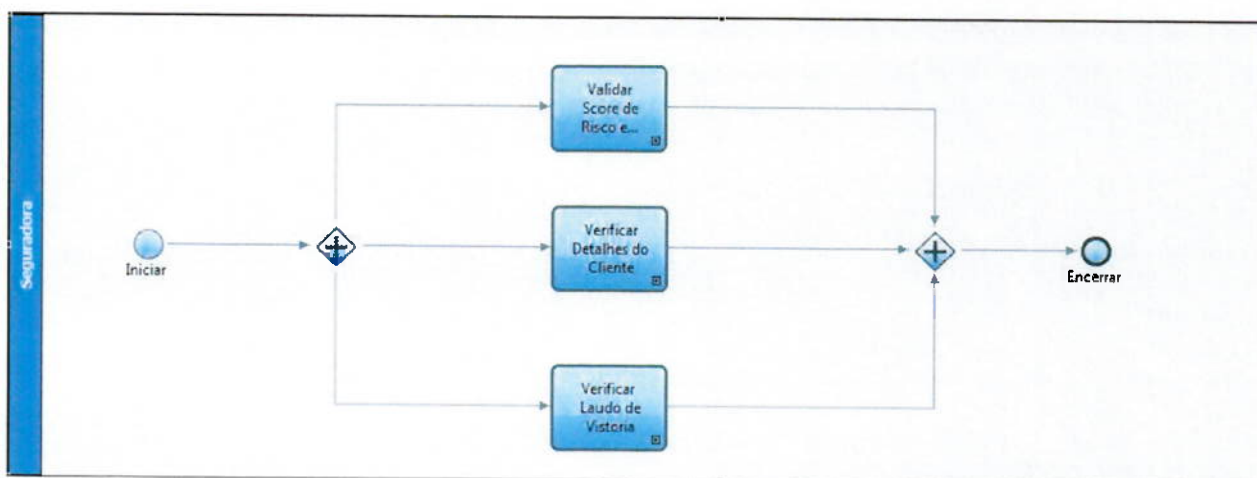 Seguradora
Iniciar
Validar
Score de
Risco e...
Verificar
Detalhes do
Cliente
Verificar
Laudo de
Vistoria
Encerrar